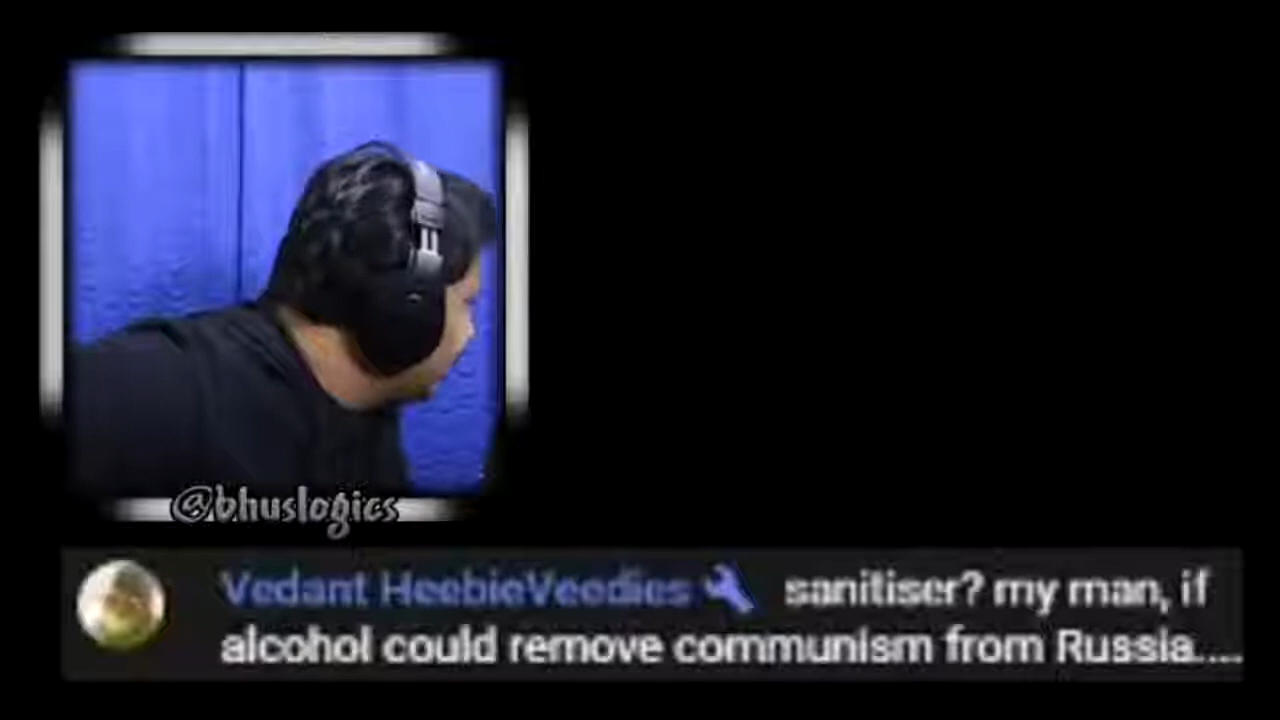 @bhuslogics
Vedant HeebieVeedies sanitiser? my man, if
alcohol could remove communism from Russia....